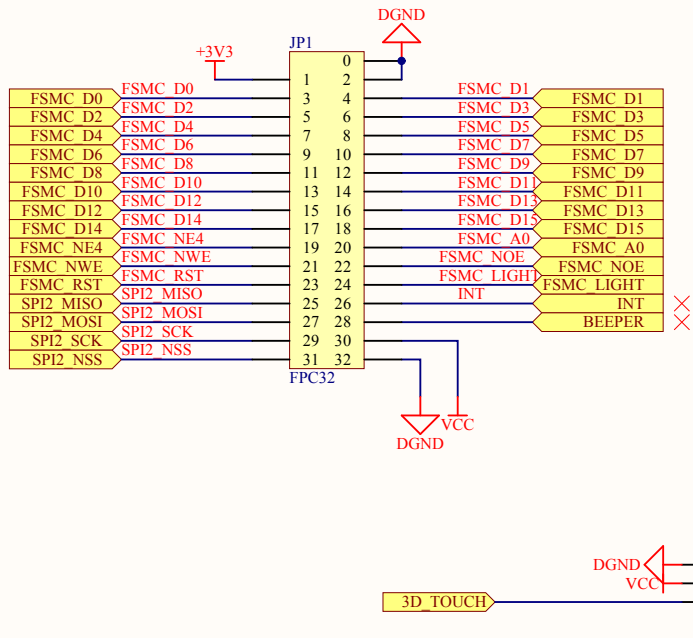 DGND
JP1
+3V3
0
1 2
FSMC_D0 FSMC_D0 3 4 FSMC_D1 FSMC_D1
FSMC_D2 FSMC_D2 5 6 FSMC_D3 FSMC_D3
FSMC_D4 FSMC_D4 7 8 FSMC_D5 FSMC_D5
FSMC_D6 FSMC_D6 9 10 FSMC_D7 FSMC_D7
FSMC_D8 FSMC_D8 11 12 FSMC_D9 FSMC_D9
FSMC_D10 FSMC_D10 13 14 FSMC_D11 FSMC_D11
FSMC_D12 FSMC_D12 15 16 FSMC_D13 FSMC_D13
FSMC_D14 FSMC_D14 17 18 FSMC_D15 FSMC_D15
FSMC_NE4 FSMC_NE4 19 20 FSMC_A0 FSMC_A0
FSMC_NWE FSMC_NWE 21 22 FSMC_NOE FSMC_NOE
FSMC_RST FSMC_RST 23 24 FSMC_LIGHT FSMC_LIGHT
SPI2_MISO SPI2_MISO 25 26 INT INT
SPI2_MOSI SPI2_MOSI 27 28 BEEPER
SPI2_SCK SPI2_SCK 29 30
SPI2_NSS SPI2_NSS 31 32
FPC32
VCC
DGND
DGND
VCC
3D_TOUCH